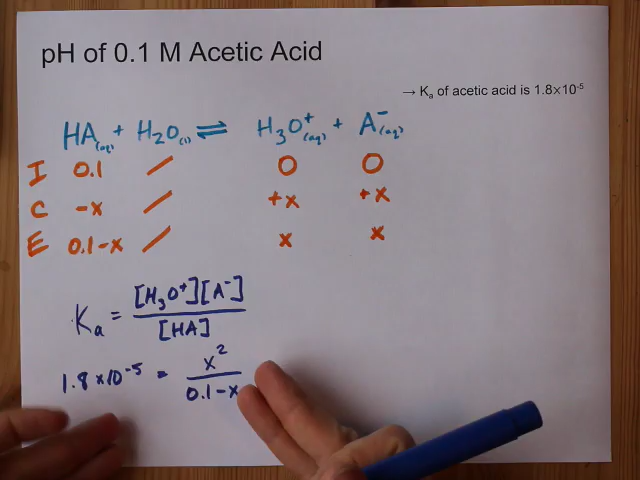 pH of 0.1 M Acetic Acid
→ Kₐ of acetic acid is 1.8×10⁻⁵
HA(aq) + H₂O(l) ⇌ H₃O⁺(aq) + A⁻(aq)
I 0.1 / 0 0
C -x / +x +x
E 0.1-x / x x
Kₐ = [H₃O⁺][A⁻] / [HA]
1.8×10⁻⁵ = x² / 0.1-x